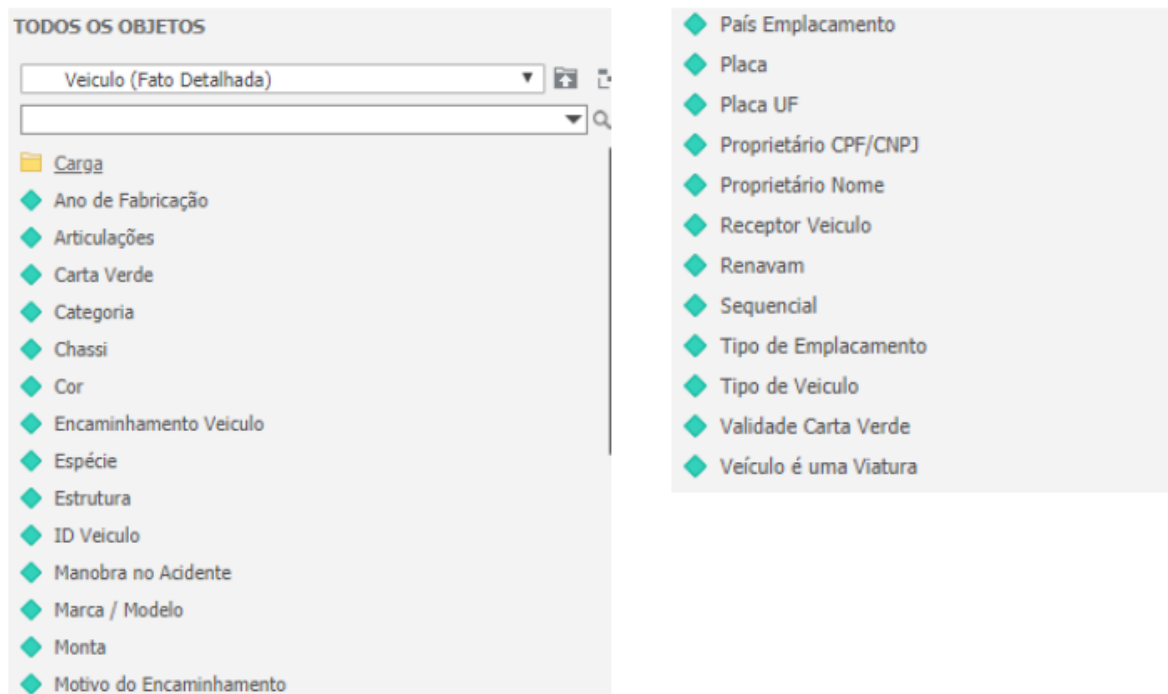 TODOS OS OBJETOS
Veiculo (Fato Detalhada)
Carga
Ano de Fabricação
Articulações
Carta Verde
Categoria
Chassi
Cor
Encaminhamento Veiculo
Espécie
Estrutura
ID Veiculo
Manobra no Acidente
Marca / Modelo
Monta
Motivo do Encaminhamento
País Emplacamento
Placa
Placa UF
Proprietário CPF/CNPJ
Proprietário Nome
Receptor Veiculo
Renavam
Sequencial
Tipo de Emplacamento
Tipo de Veiculo
Validade Carta Verde
Veículo é uma Viatura